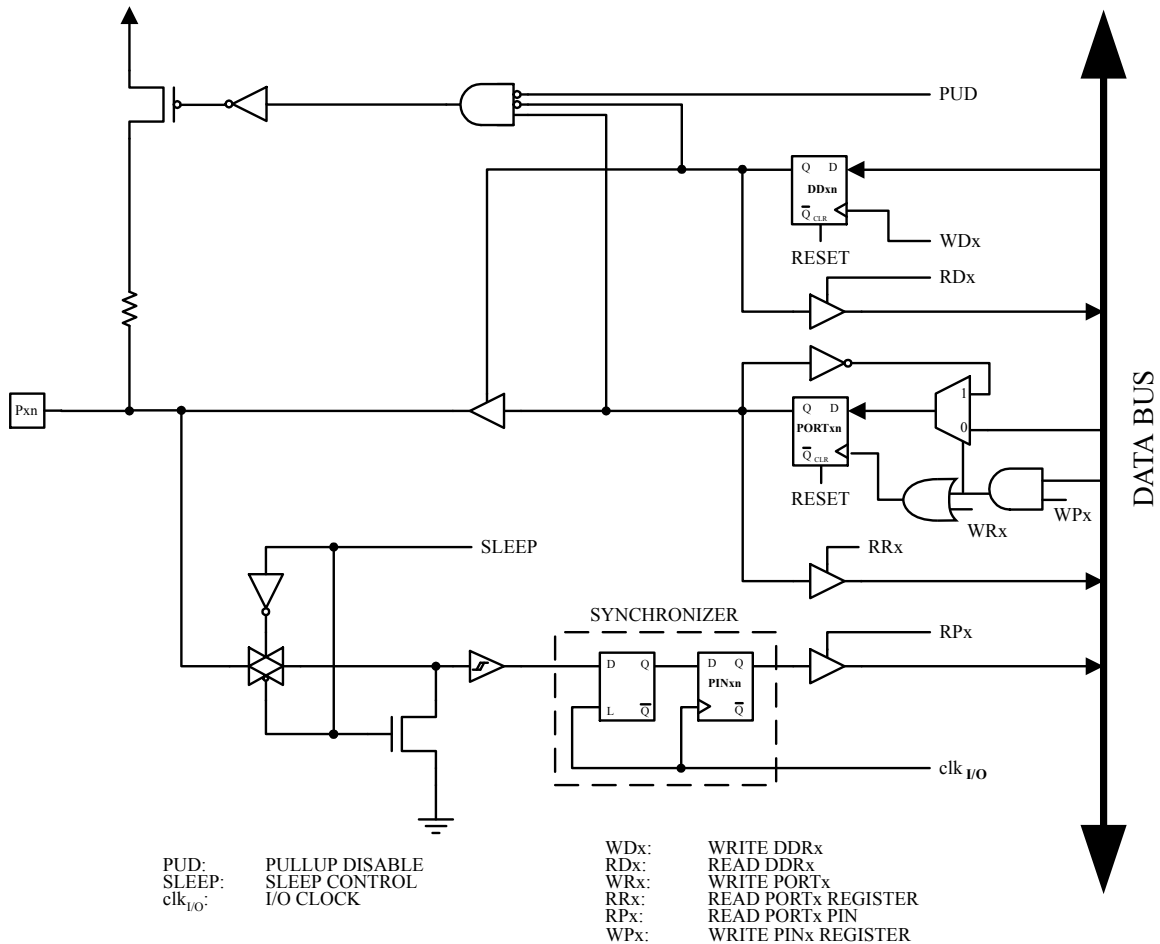 PUD
Q D
DDxn
Q CLR
WDx
RESET
RDx
Pxn
1
Q D
PORTxn
0
Q CLR
RESET
WPx
WRx
DATA BUS
SLEEP
RRx
SYNCHRONIZER
RPx
D Q
D Q
PINxn
L Q
Q
clk I/O
PUD: PULLUP DISABLE
SLEEP: SLEEP CONTROL
clkI/O: I/O CLOCK
WDx: WRITE DDRx
RDx: READ DDRx
WRx: WRITE PORTx
RRx: READ PORTx REGISTER
RPx: READ PORTx PIN
WPx: WRITE PINx REGISTER